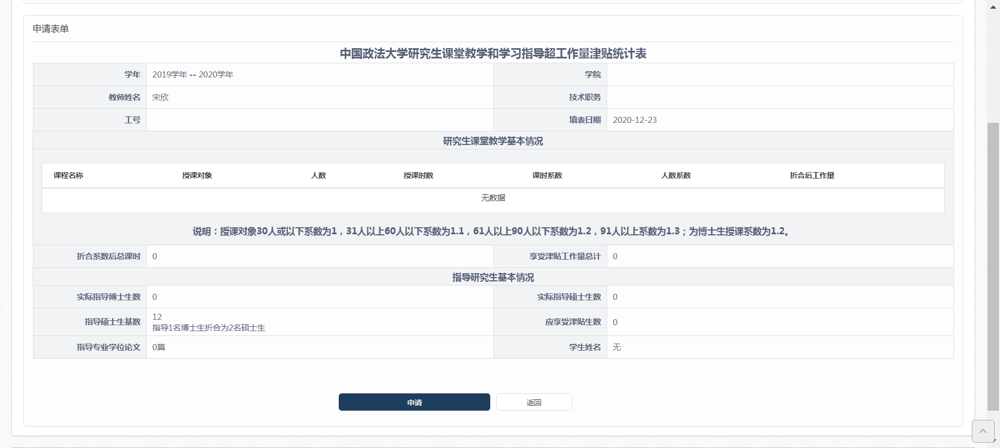 申请表单
中国政法大学研究生课堂教学和学习指导超工作量津贴统计表
学年 2019学年 -- 2020学年 学院
教师姓名 宋欣 技术职务
工号 填表日期 2020-12-23
研究生课堂教学基本情况
课程名称 授课对象 人数 授课时数 课时系数 人数系数 折合后工作量
无数据
说明：授课对象30人或以下系数为1，31人以上60人以下系数为1.1，61人以上90人以下系数为1.2，91人以上系数为1.3；为博士生授课系数为1.2。
折合系数后总课时 0 享受津贴工作量总计 0
指导研究生基本情况
实际指导博士生数 0 实际指导硕士生数 0
指导硕士生基数 12 应享受津贴生数 0
指导1名博士生折合为2名硕士生
指导专业学位论文 0篇 学生姓名 无
申请 返回